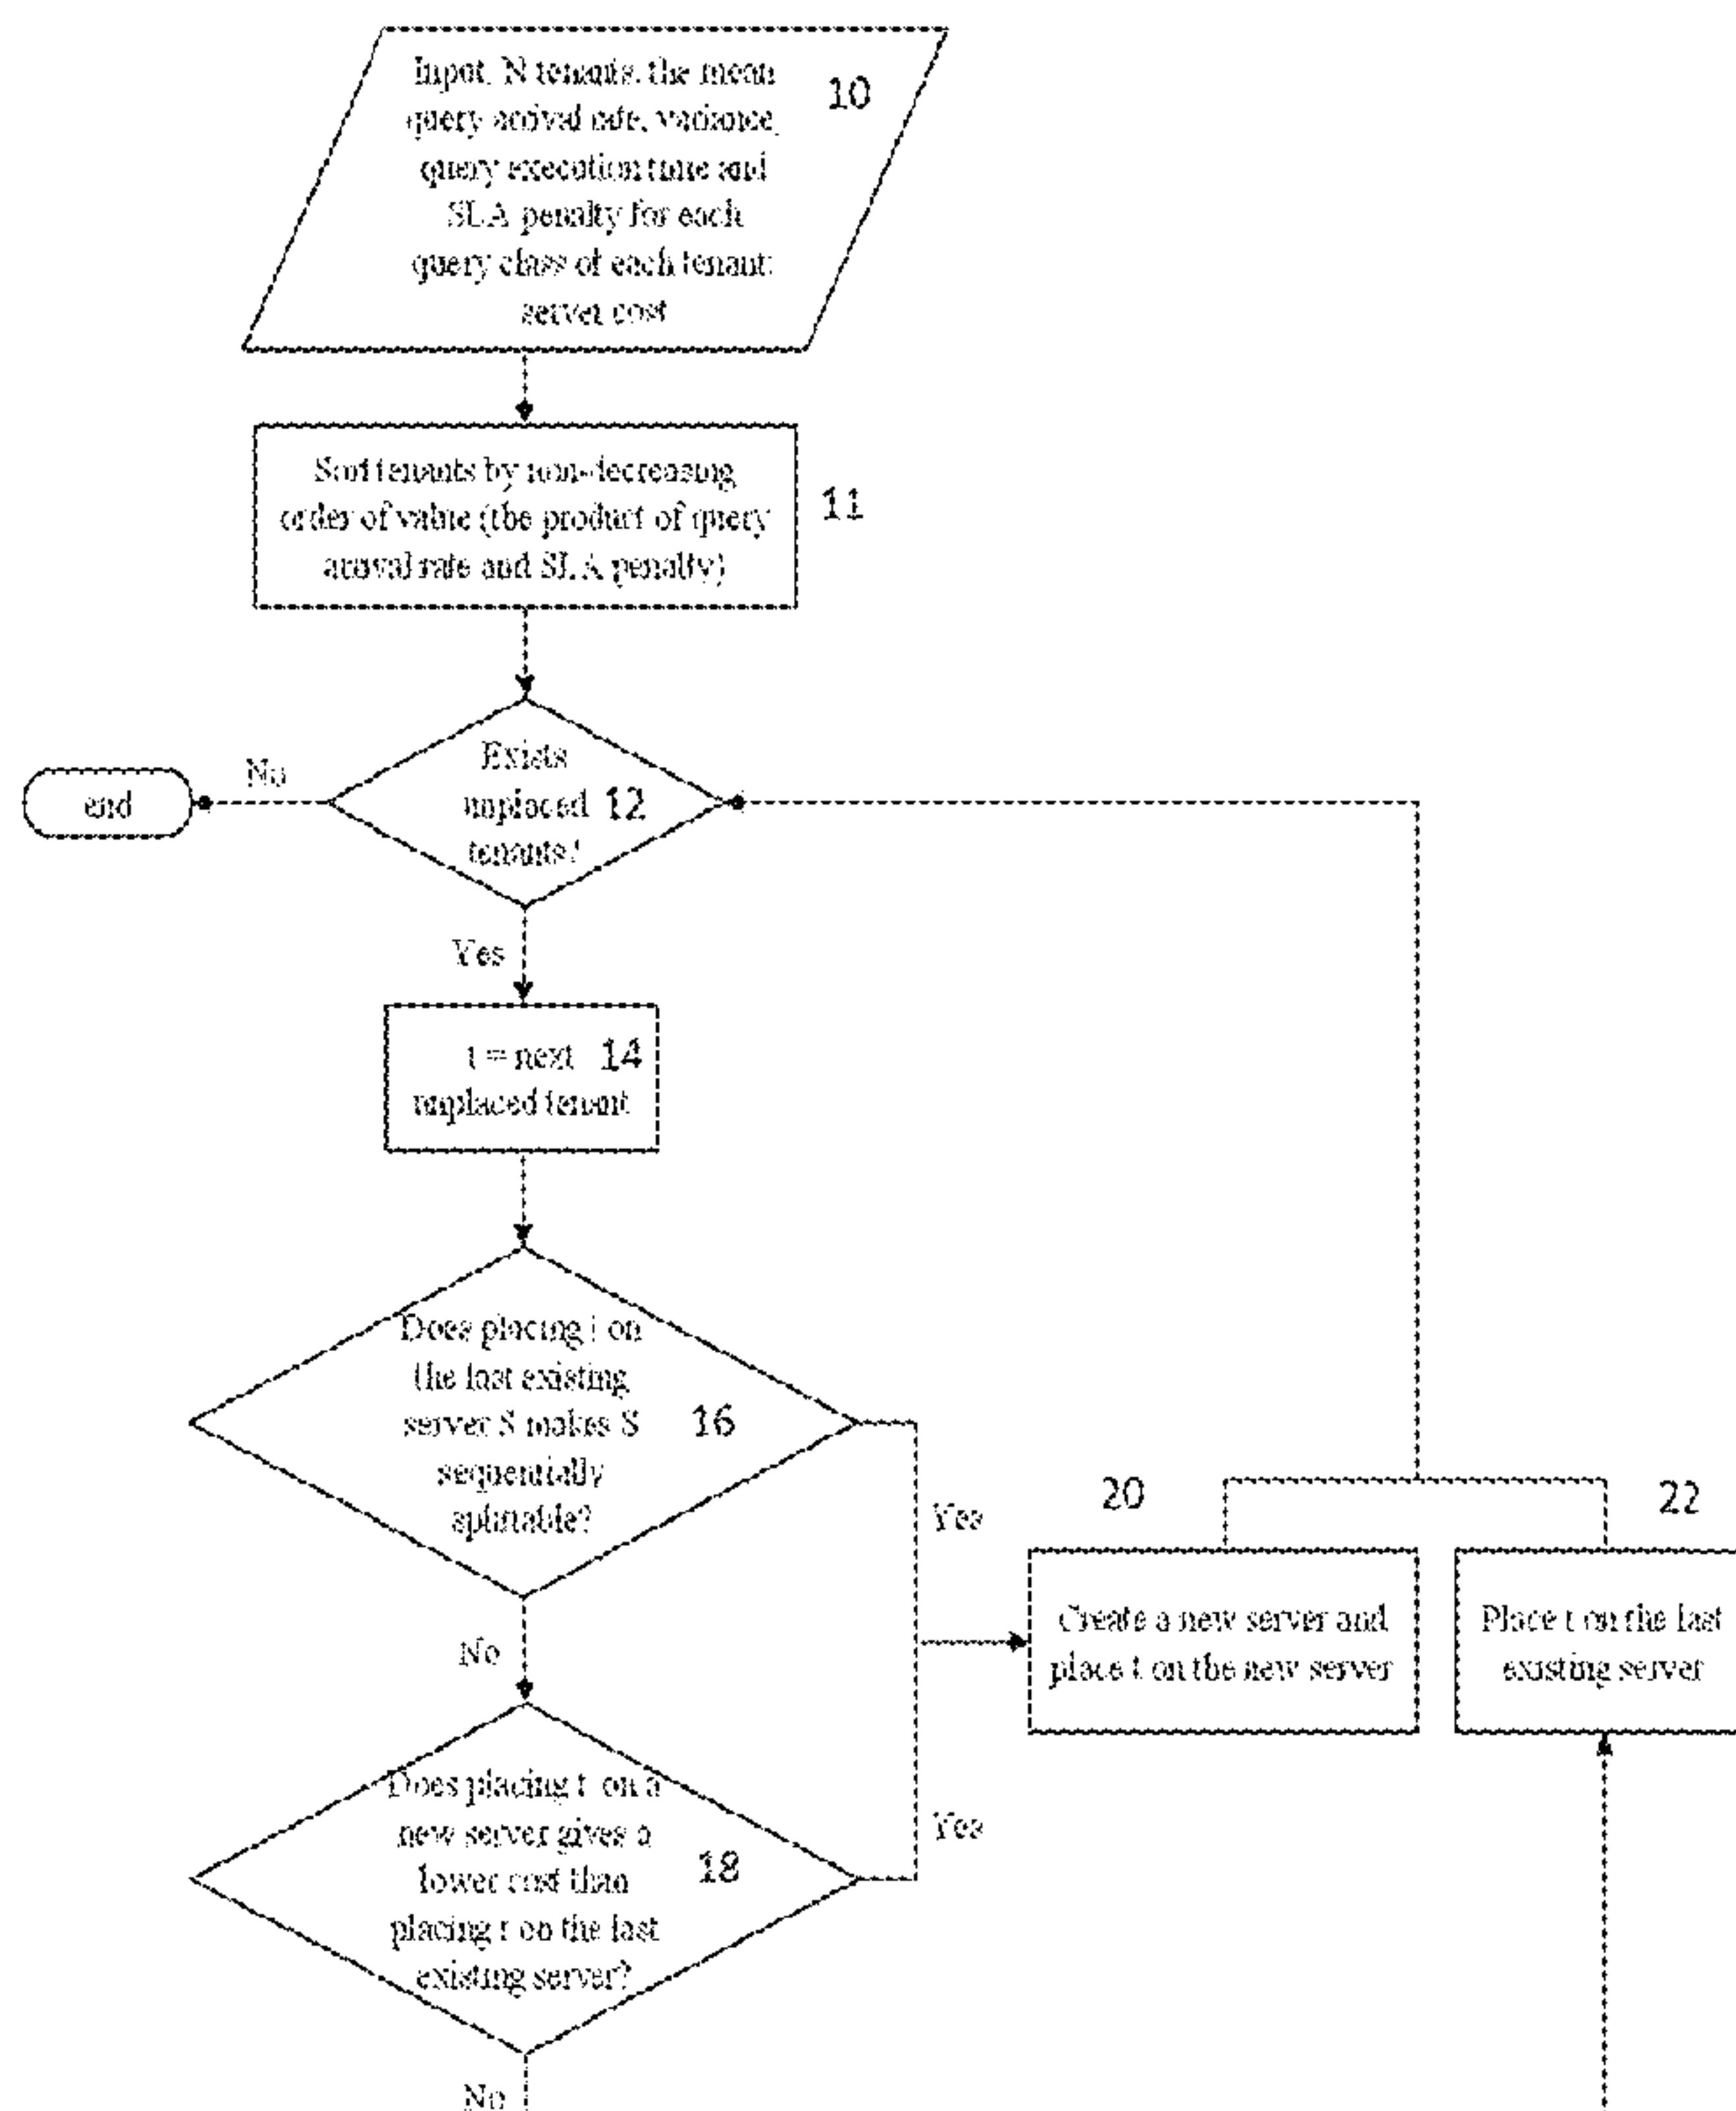 Input: N tenants, the mean
query arrival rate, variance,
query execution time and
SLA penalty for each
query class of each tenant;
server cost
10
Sort tenants by non-decreasing
order of value (the product of query
arrival rate and SLA penalty)
11
Exists
unplaced
tenants?
12
No
end
Yes
t = next
unplaced tenant
14
Does placing t on
the last existing
server S makes S
sequentially
splittable?
16
Yes
No
20
Create a new server and
place t on the new server
22
Place t on the last
existing server
Does placing t on a
new server gives a
lower cost than
placing t on the last
existing server?
18
Yes
No